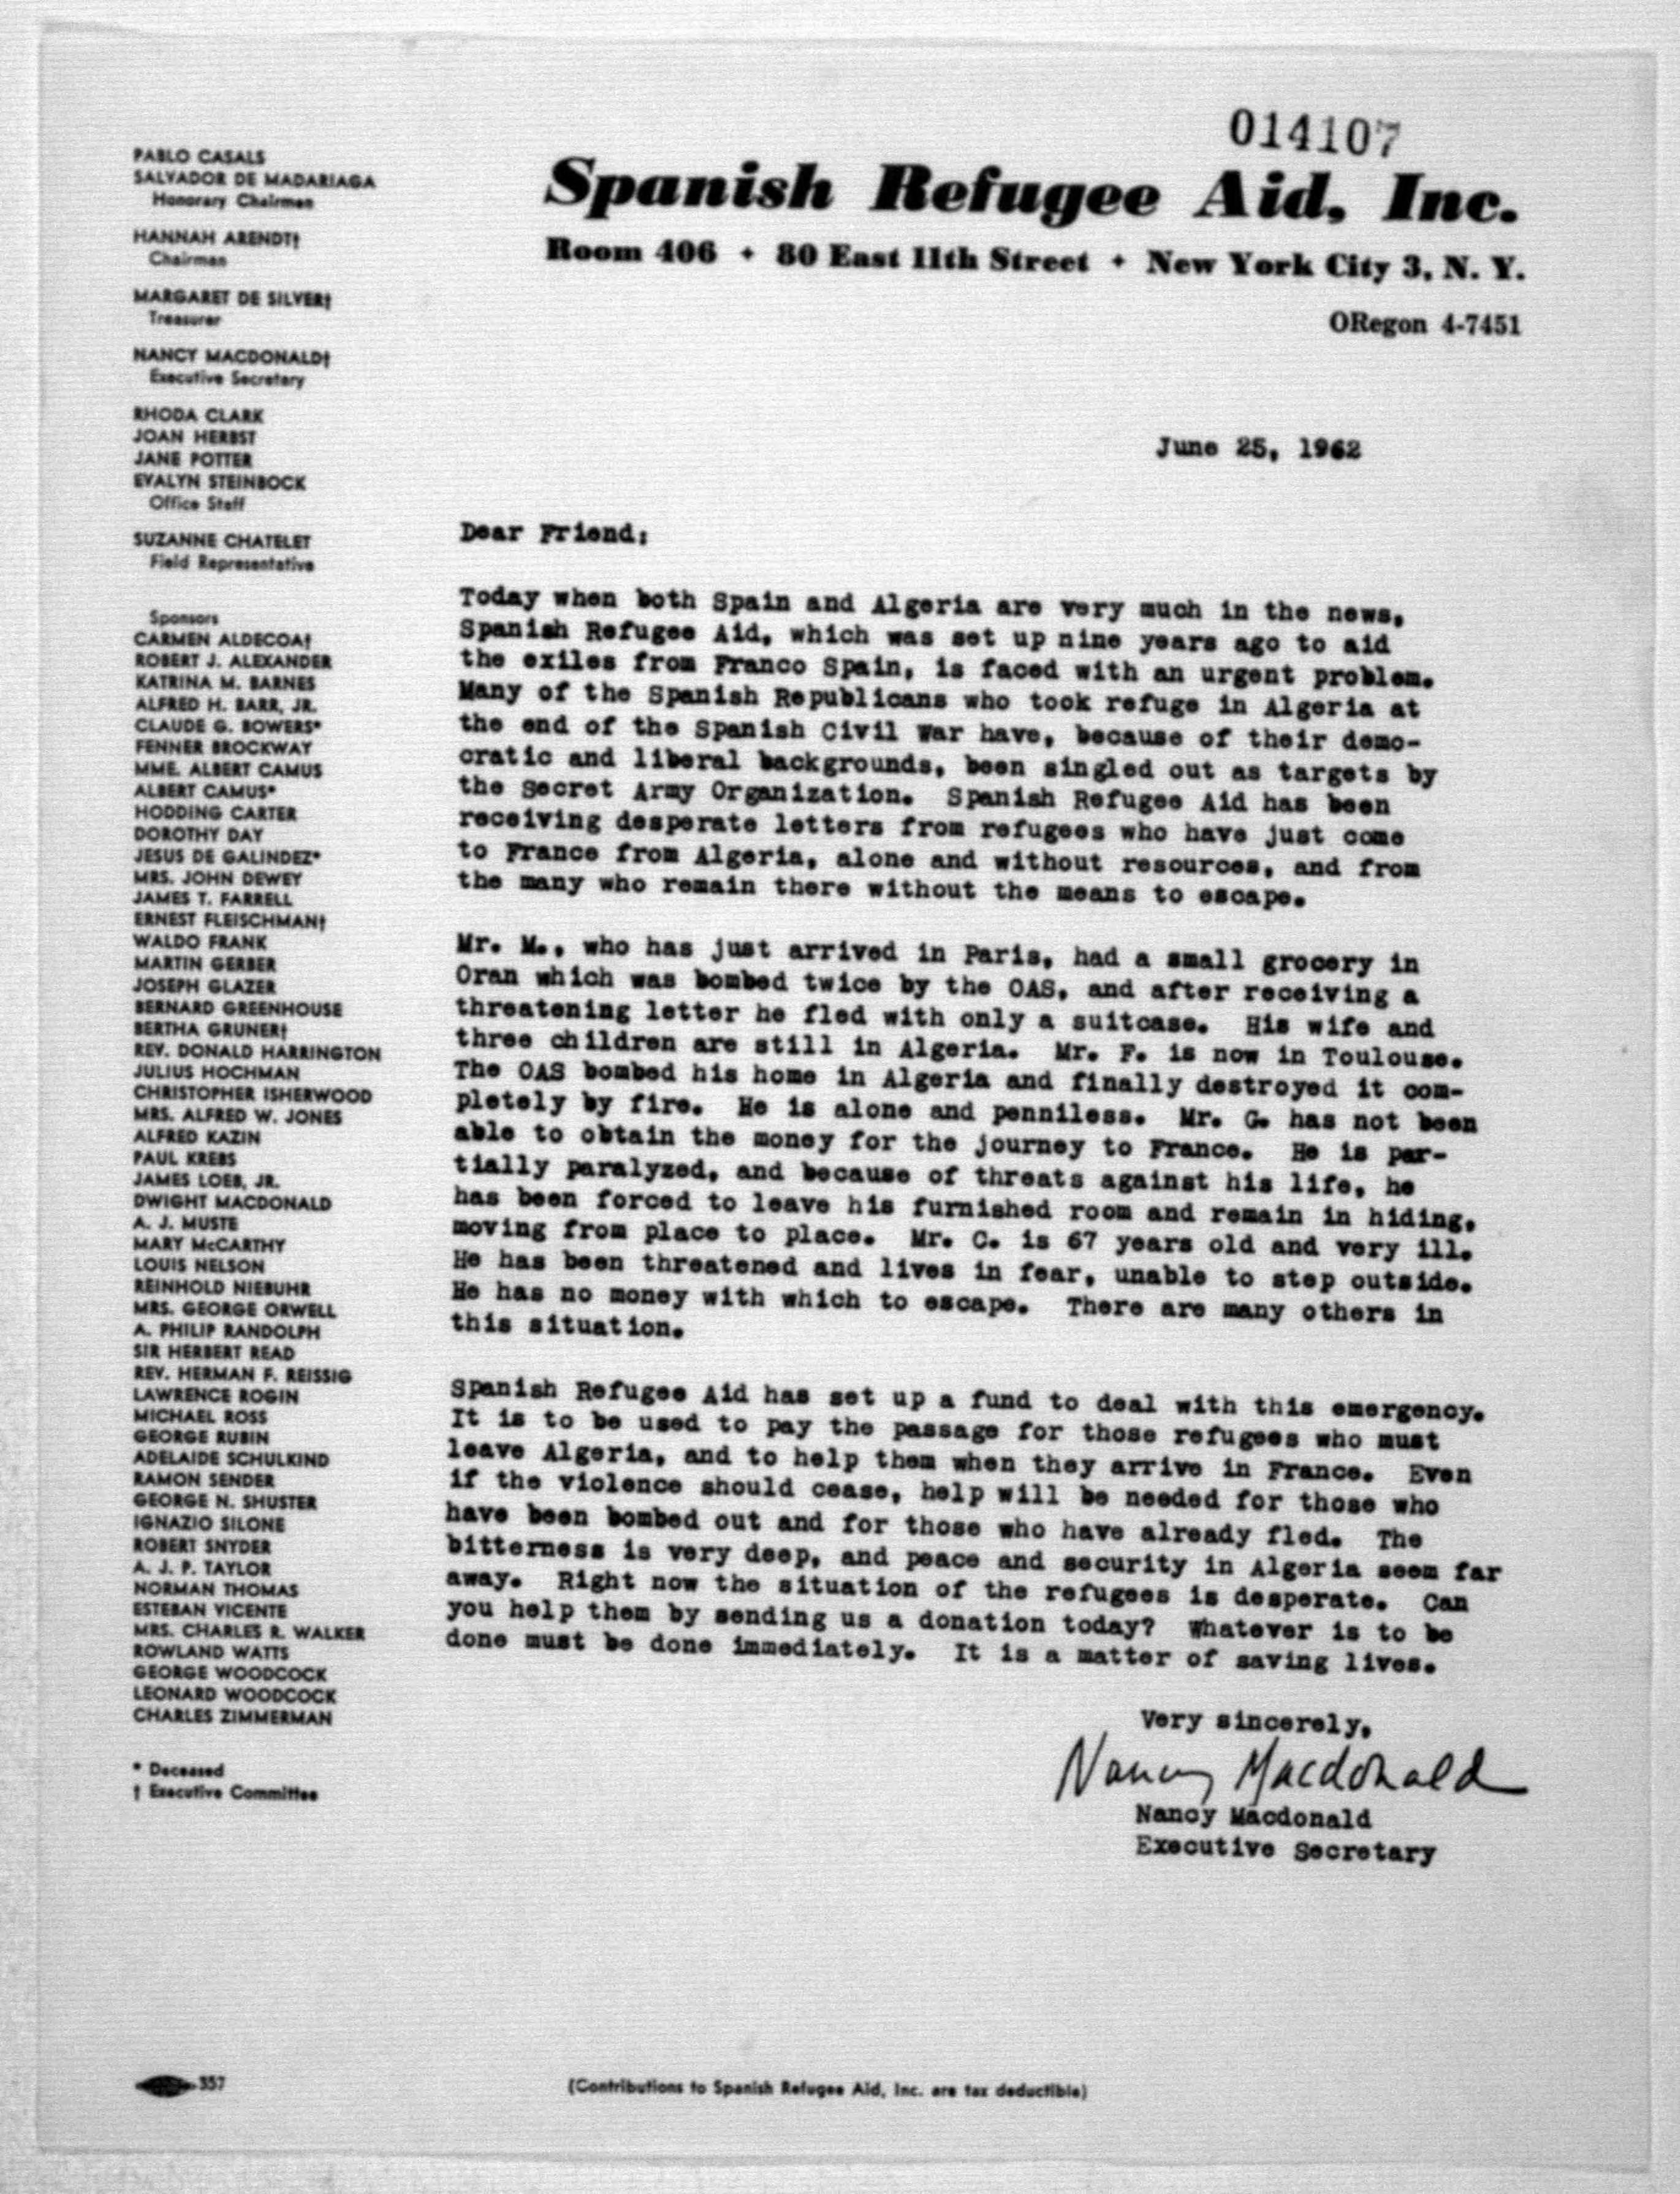 014107
Spanish Refugee Aid, Inc.
Room 406 + 80 East 11th Street + New York City 3, N. Y.
ORegon 4-7451
PABLO CASALS
SALVADOR DE MADARIAGA
Honorary Chairmen
HANNAH ARENDT†
Chairman
MARGARET DE SILVER†
Treasurer
NANCY MACDONALD†
Executive Secretary
RHODA CLARK
JOAN HERBST
JANE POTTER
EVALYN STEINBOCK
Office Staff
SUZANNE CHATELET
Field Representative
Sponsors
CARMEN ALDECOA†
ROBERT J. ALEXANDER
KATRINA M. BARNES
ALFRED H. BARR, JR.
CLAUDE G. BOWERS*
FENNER BROCKWAY
MME. ALBERT CAMUS
ALBERT CAMUS*
HODDING CARTER
DOROTHY DAY
JESUS DE GALINDEZ*
MRS. JOHN DEWEY
JAMES T. FARRELL
ERNEST FLEISCHMAN†
WALDO FRANK
MARTIN GERBER
JOSEPH GLAZER
BERNARD GREENHOUSE
BERTHA GRUNER†
REV. DONALD HARRINGTON
JULIUS HOCHMAN
CHRISTOPHER ISHERWOOD
MRS. ALFRED W. JONES
ALFRED KAZIN
PAUL KREBS
JAMES LOEB, JR.
DWIGHT MACDONALD
A. J. MUSTE
MARY McCARTHY
LOUIS NELSON
REINHOLD NIEBUHR
MRS. GEORGE ORWELL
A. PHILIP RANDOLPH
SIR HERBERT READ
REV. HERMAN F. REISSIG
LAWRENCE ROGIN
MICHAEL ROSS
GEORGE RUBIN
ADELAIDE SCHULKIND
RAMON SENDER
GEORGE N. SHUSTER
IGNAZIO SILONE
ROBERT SNYDER
A. J. P. TAYLOR
NORMAN THOMAS
ESTEBAN VICENTE
MRS. CHARLES R. WALKER
ROWLAND WATTS
GEORGE WOODCOCK
LEONARD WOODCOCK
CHARLES ZIMMERMAN
* Deceased
† Executive Committee
June 25, 1962
Dear Friend:
Today when both Spain and Algeria are very much in the news,
Spanish Refugee Aid, which was set up nine years ago to aid
the exiles from Franco Spain, is faced with an urgent problem.
Many of the Spanish Republicans who took refuge in Algeria at
the end of the Spanish Civil War have, because of their demo-
cratic and liberal backgrounds, been singled out as targets by
the Secret Army Organization. Spanish Refugee Aid has been
receiving desperate letters from refugees who have just come
to France from Algeria, alone and without resources, and from
the many who remain there without the means to escape.
Mr. M., who has just arrived in Paris, had a small grocery in
Oran which was bombed twice by the OAS, and after receiving a
threatening letter he fled with only a suitcase. His wife and
three children are still in Algeria. Mr. F. is now in Toulouse.
The OAS bombed his home in Algeria and finally destroyed it com-
pletely by fire. He is alone and penniless. Mr. G. has not been
able to obtain the money for the journey to France. He is par-
tially paralyzed, and because of threats against his life, he
has been forced to leave his furnished room and remain in hiding,
moving from place to place. Mr. C. is 67 years old and very ill.
He has been threatened and lives in fear, unable to step outside.
He has no money with which to escape. There are many others in
this situation.
Spanish Refugee Aid has set up a fund to deal with this emergency.
It is to be used to pay the passage for those refugees who must
leave Algeria, and to help them when they arrive in France. Even
if the violence should cease, help will be needed for those who
have been bombed out and for those who have already fled. The
bitterness is very deep, and peace and security in Algeria seem far
away. Right now the situation of the refugees is desperate. Can
you help them by sending us a donation today? Whatever is to be
done must be done immediately. It is a matter of saving lives.
Very sincerely,
Nancy Macdonald
Nancy Macdonald
Executive Secretary
357
(Contributions to Spanish Refugee Aid, Inc. are tax deductible)